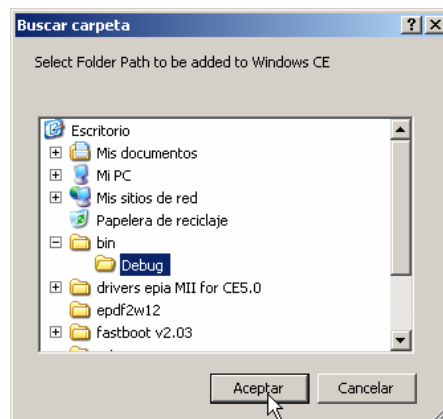 Buscar carpeta
Select Folder Path to be added to Windows CE
Escritorio
Mis documentos
Mi PC
Mis sitios de red
Papelera de reciclaje
bin
Debug
drivers epia MII for CE5.0
epdf2w12
fastboot v2.03
Aceptar Cancelar